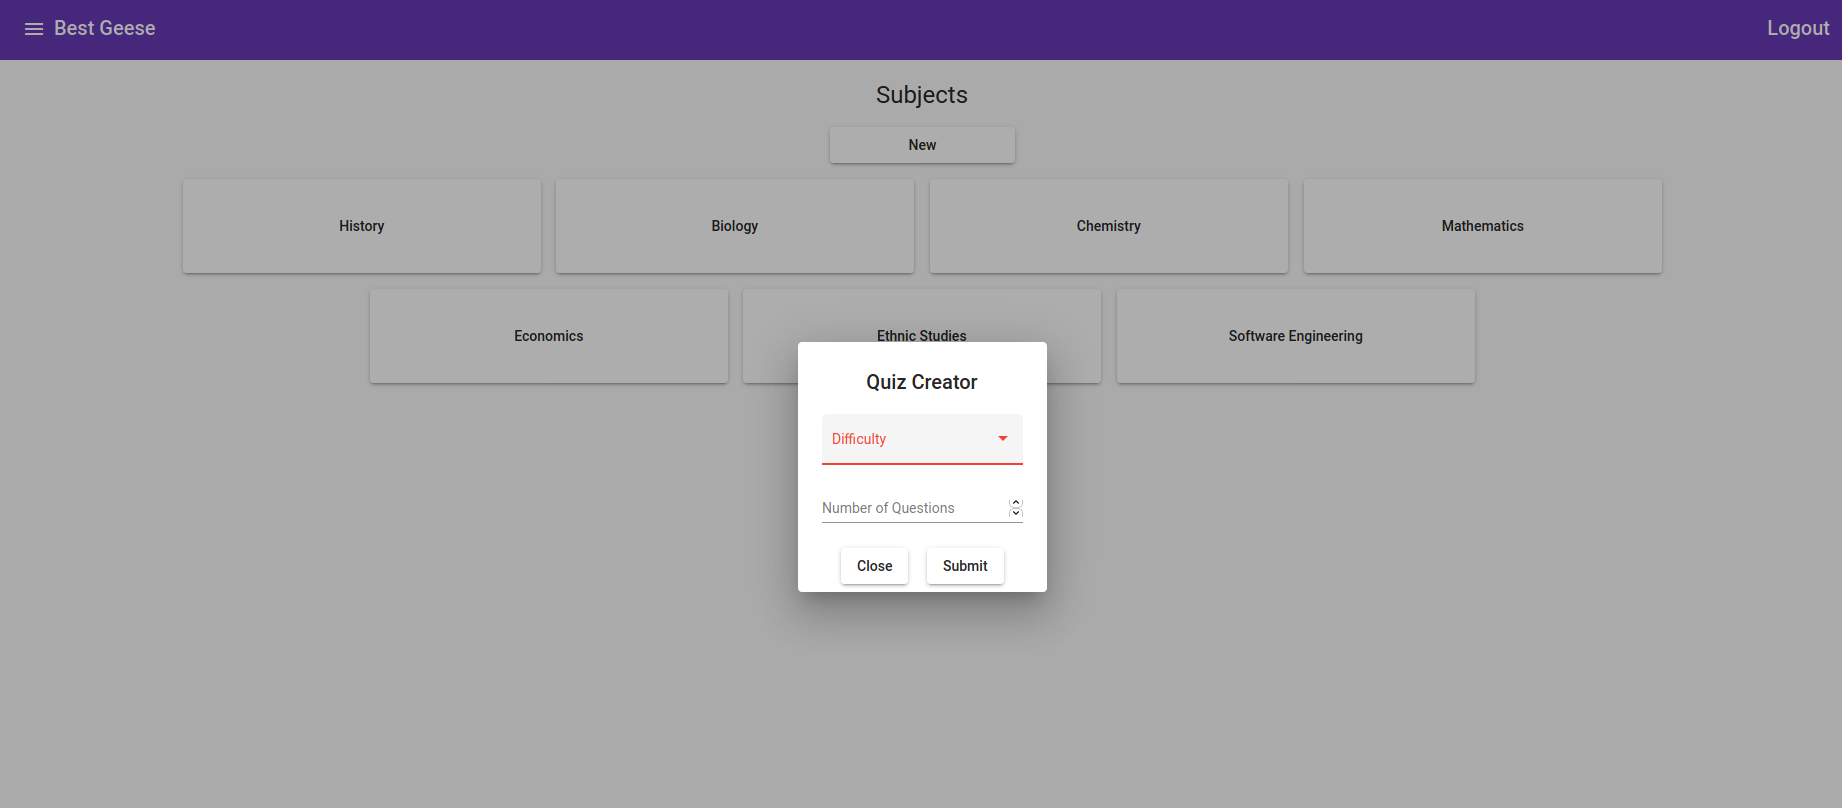 Best Geese
Logout
Subjects
New
History
Biology
Chemistry
Mathematics
Economics
Ethnic Studies
Software Engineering
Quiz Creator
Difficulty
Number of Questions
Close
Submit